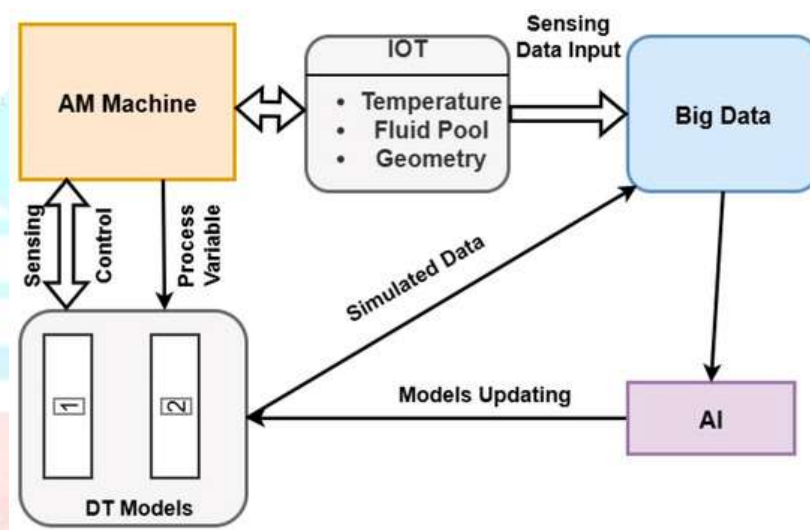 AM Machine
IOT
• Temperature
• Fluid Pool
• Geometry
Sensing
Data Input
Big Data
Sensing
Control
Process
Variable
Simulated Data
Models Updating
AI
1
2
DT Models